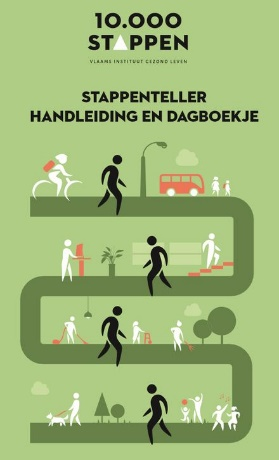 10.000
STAPPEN
VLAAMS INSTITUUT GEZOND LEVEN
STAPPENTELLER
HANDLEIDING EN DAGBOEKJE